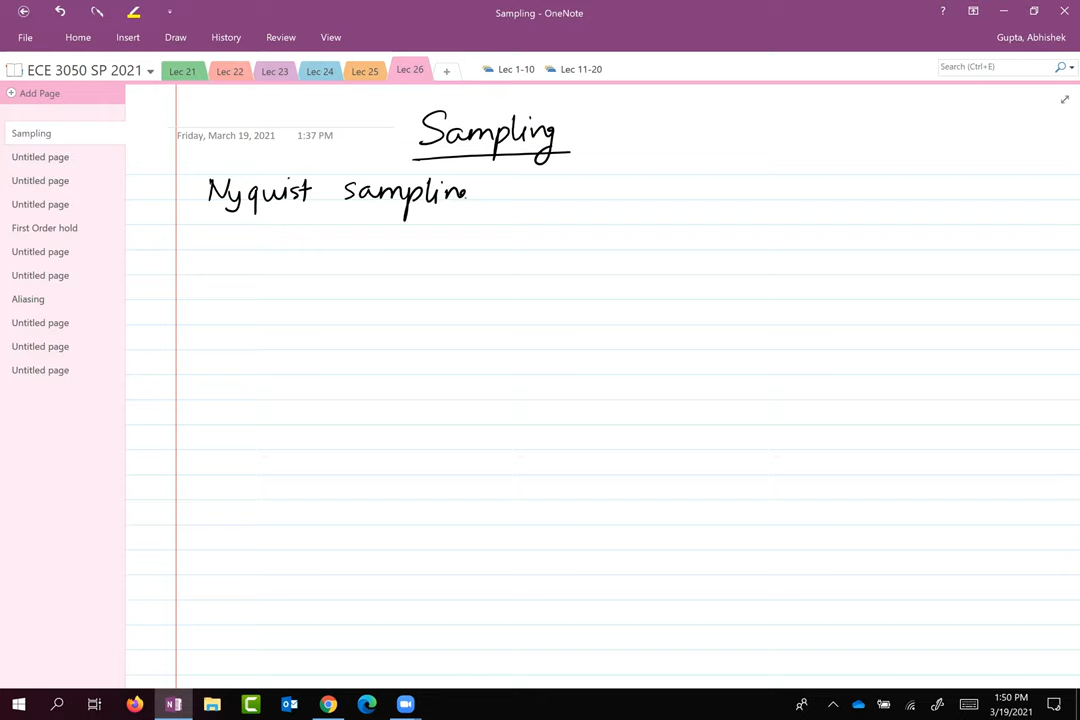 Sampling - OneNote
?
File Home Insert Draw History Review View
Gupta, Abhishek
ECE 3050 SP 2021 Lec 21 Lec 22 Lec 23 Lec 24 Lec 25 Lec 26 + Lec 1-10 Lec 11-20
Search (Ctrl+E)
Add Page
Sampling
Untitled page
Untitled page
Untitled page
First Order hold
Untitled page
Untitled page
Aliasing
Untitled page
Untitled page
Untitled page
Friday, March 19, 2021 1:37 PM
Sampling
Nyquist samplin
1:50 PM
3/19/2021